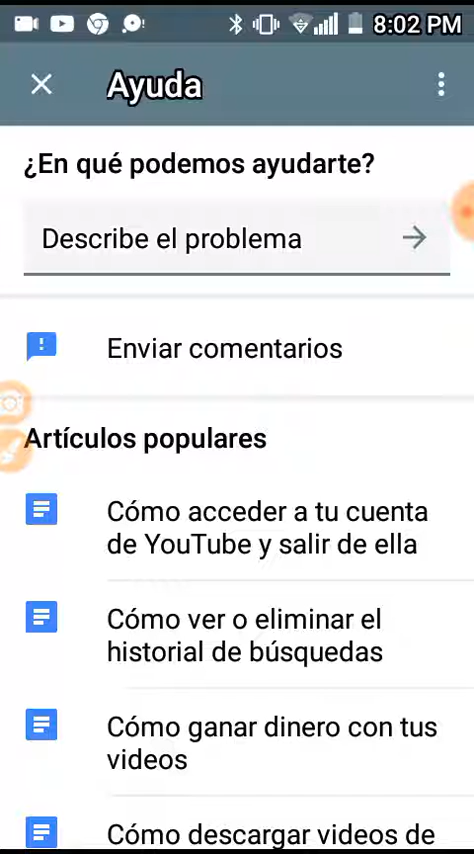 8:02 PM
Ayuda
¿En qué podemos ayudarte?
Describe el problema
Enviar comentarios
Artículos populares
Cómo acceder a tu cuenta
de YouTube y salir de ella
Cómo ver o eliminar el
historial de búsquedas
Cómo ganar dinero con tus
videos
Cómo descargar videos de